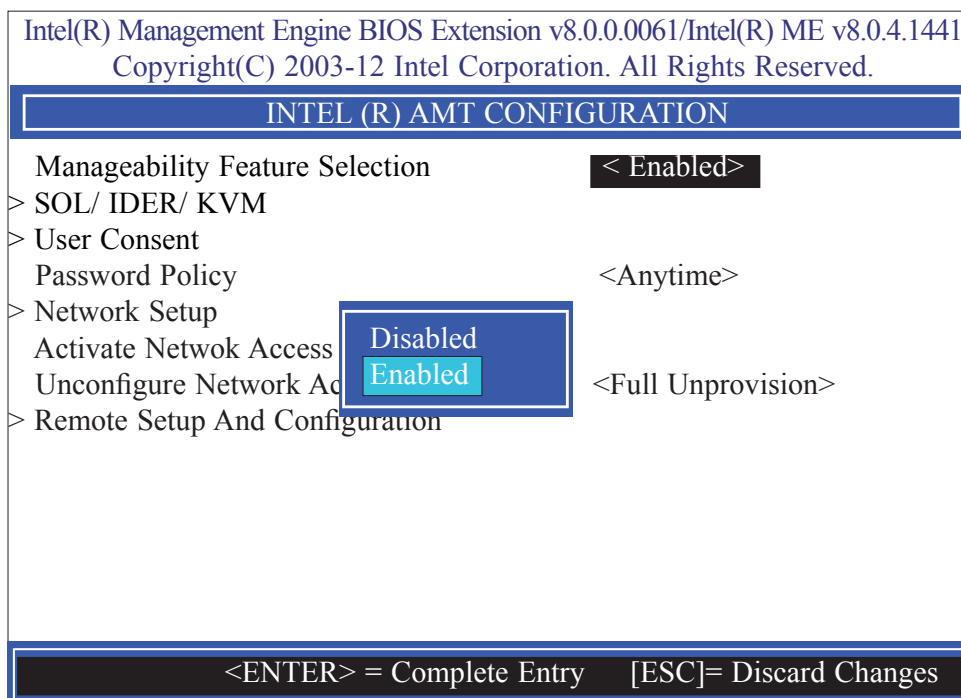 Intel(R) Management Engine BIOS Extension v8.0.0.0061/Intel(R) ME v8.0.4.1441
Copyright(C) 2003-12 Intel Corporation. All Rights Reserved.
INTEL (R) AMT CONFIGURATION
Manageability Feature Selection < Enabled>
> SOL/ IDER/ KVM
> User Consent
Password Policy <Anytime>
> Network Setup
Activate Netwok Access
Unconfigure Network Ac <Full Unprovision>
> Remote Setup And Configuration
Disabled
Enabled
<ENTER> = Complete Entry [ESC]= Discard Changes